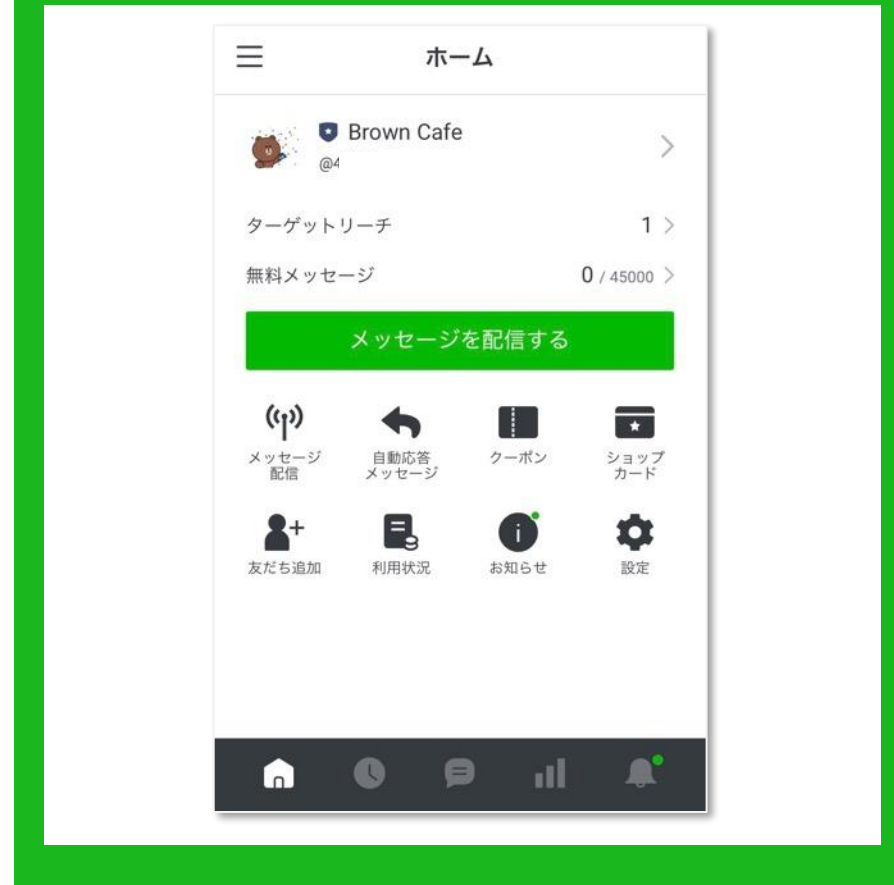 ホーム
Brown Cafe
@4
ターゲットリーチ 1
無料メッセージ 0 / 45000
メッセージを配信する
メッセージ
配信
自動応答
メッセージ
クーポン
ショップ
カード
友だち追加
利用状況
お知らせ
設定